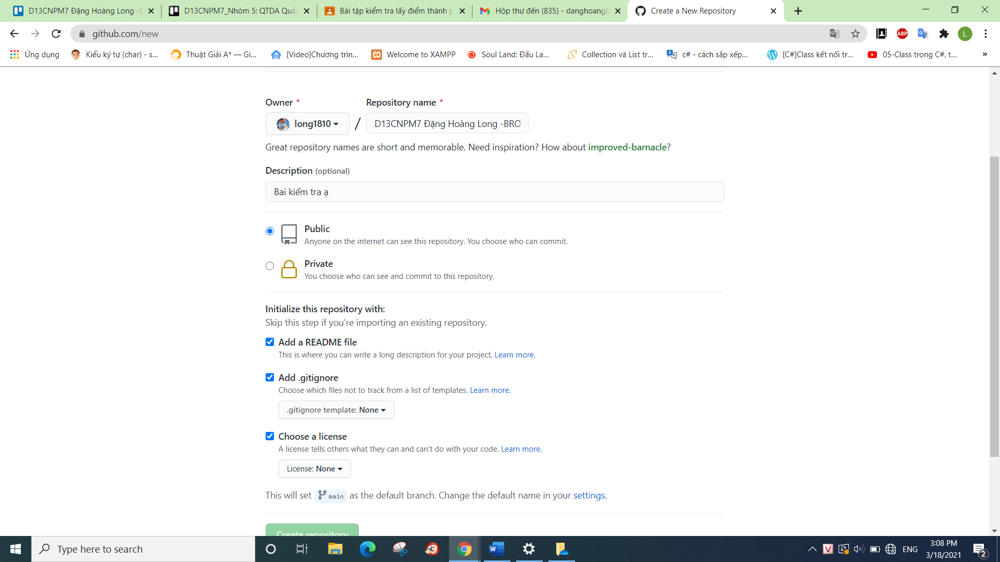 D13CNPM7 Đặng Hoàng Long -B
D13CNPM7_Nhóm 5: QTDA Quản
Bài tập kiểm tra lấy điểm thành p
Hộp thư đến (835) - danghoanglo
Create a New Repository
github.com/new
Ứng dụng
Kiểu ký tự (char) - s...
Thuật Giải A* — Gi...
[Video]Chương trìn...
Welcome to XAMPP
Soul Land: Đấu La...
Collection và List tr...
c# - cách sắp xếp...
[C#]Class kết nối tr...
05-Class trong C#, t...
»
Owner *
Repository name *
long1810
/
D13CNPM7 Đặng Hoàng Long -BRO
Great repository names are short and memorable. Need inspiration? How about improved-barnacle?
Description (optional)
Bai kiểm tra ạ
Public
Anyone on the internet can see this repository. You choose who can commit.
Private
You choose who can see and commit to this repository.
Initialize this repository with:
Skip this step if you’re importing an existing repository.
Add a README file
This is where you can write a long description for your project. Learn more.
Add .gitignore
Choose which files not to track from a list of templates. Learn more.
.gitignore template: None
Choose a license
A license tells others what they can and can't do with your code. Learn more.
License: None
This will set main as the default branch. Change the default name in your settings.
Create repository
Type here to search
ENG
3:08 PM
3/18/2021
2